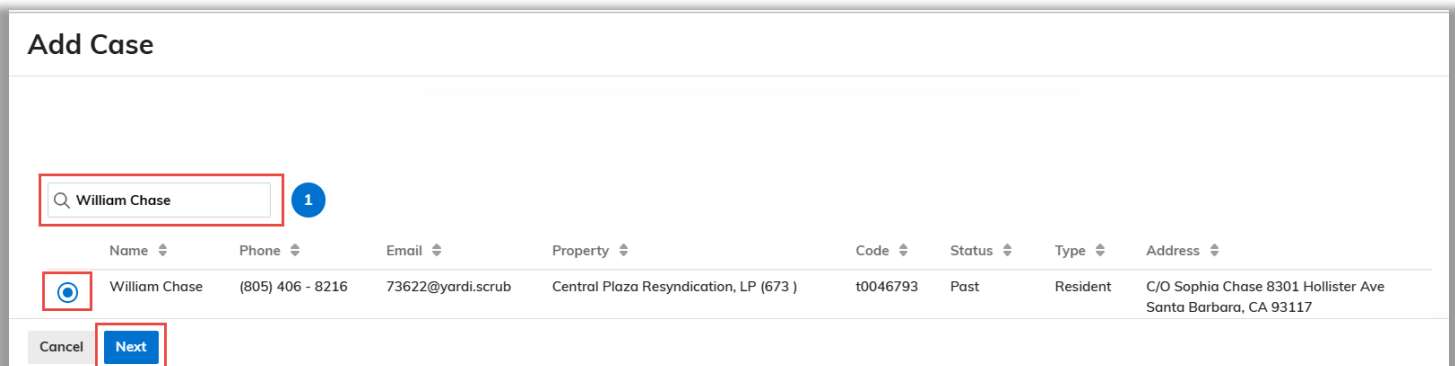 Add Case
William Chase
1
Name Phone Email Property Code Status Type Address
William Chase (805) 406 - 8216 73622@yardi.scrub Central Plaza Resyndication, LP (673 ) t0046793 Past Resident C/O Sophia Chase 8301 Hollister Ave
Santa Barbara, CA 93117
Cancel Next